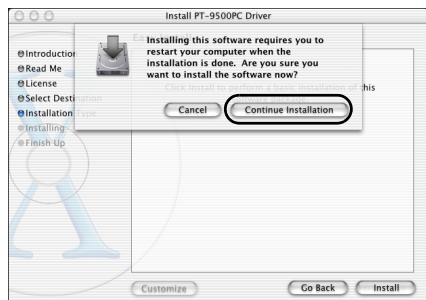 Install PT-9500PC Driver
Installing this software requires you to
restart your computer when the
installation is done. Are you sure you
want to install the software now?
Cancel
Continue Installation
Introduction
Read Me
License
Select Destination
Installation Type
Installing
Finish Up
Click Install to perform a basic installation of this
Customize
Go Back
Install